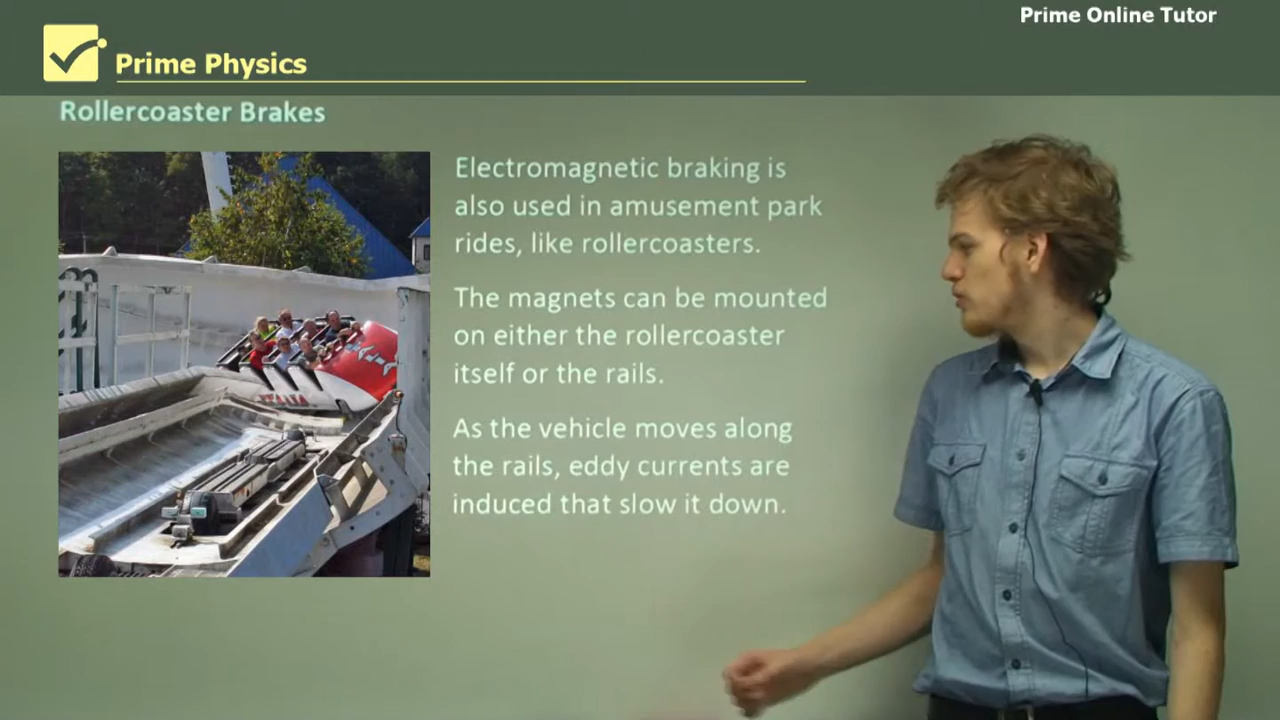 Prime Online Tutor
Prime Physics
Rollercoaster Brakes
Electromagnetic braking is
also used in amusement park
rides, like rollercoasters.
The magnets can be mounted
on either the rollercoaster
itself or the rails.
As the vehicle moves along
the rails, eddy currents are
induced that slow it down.